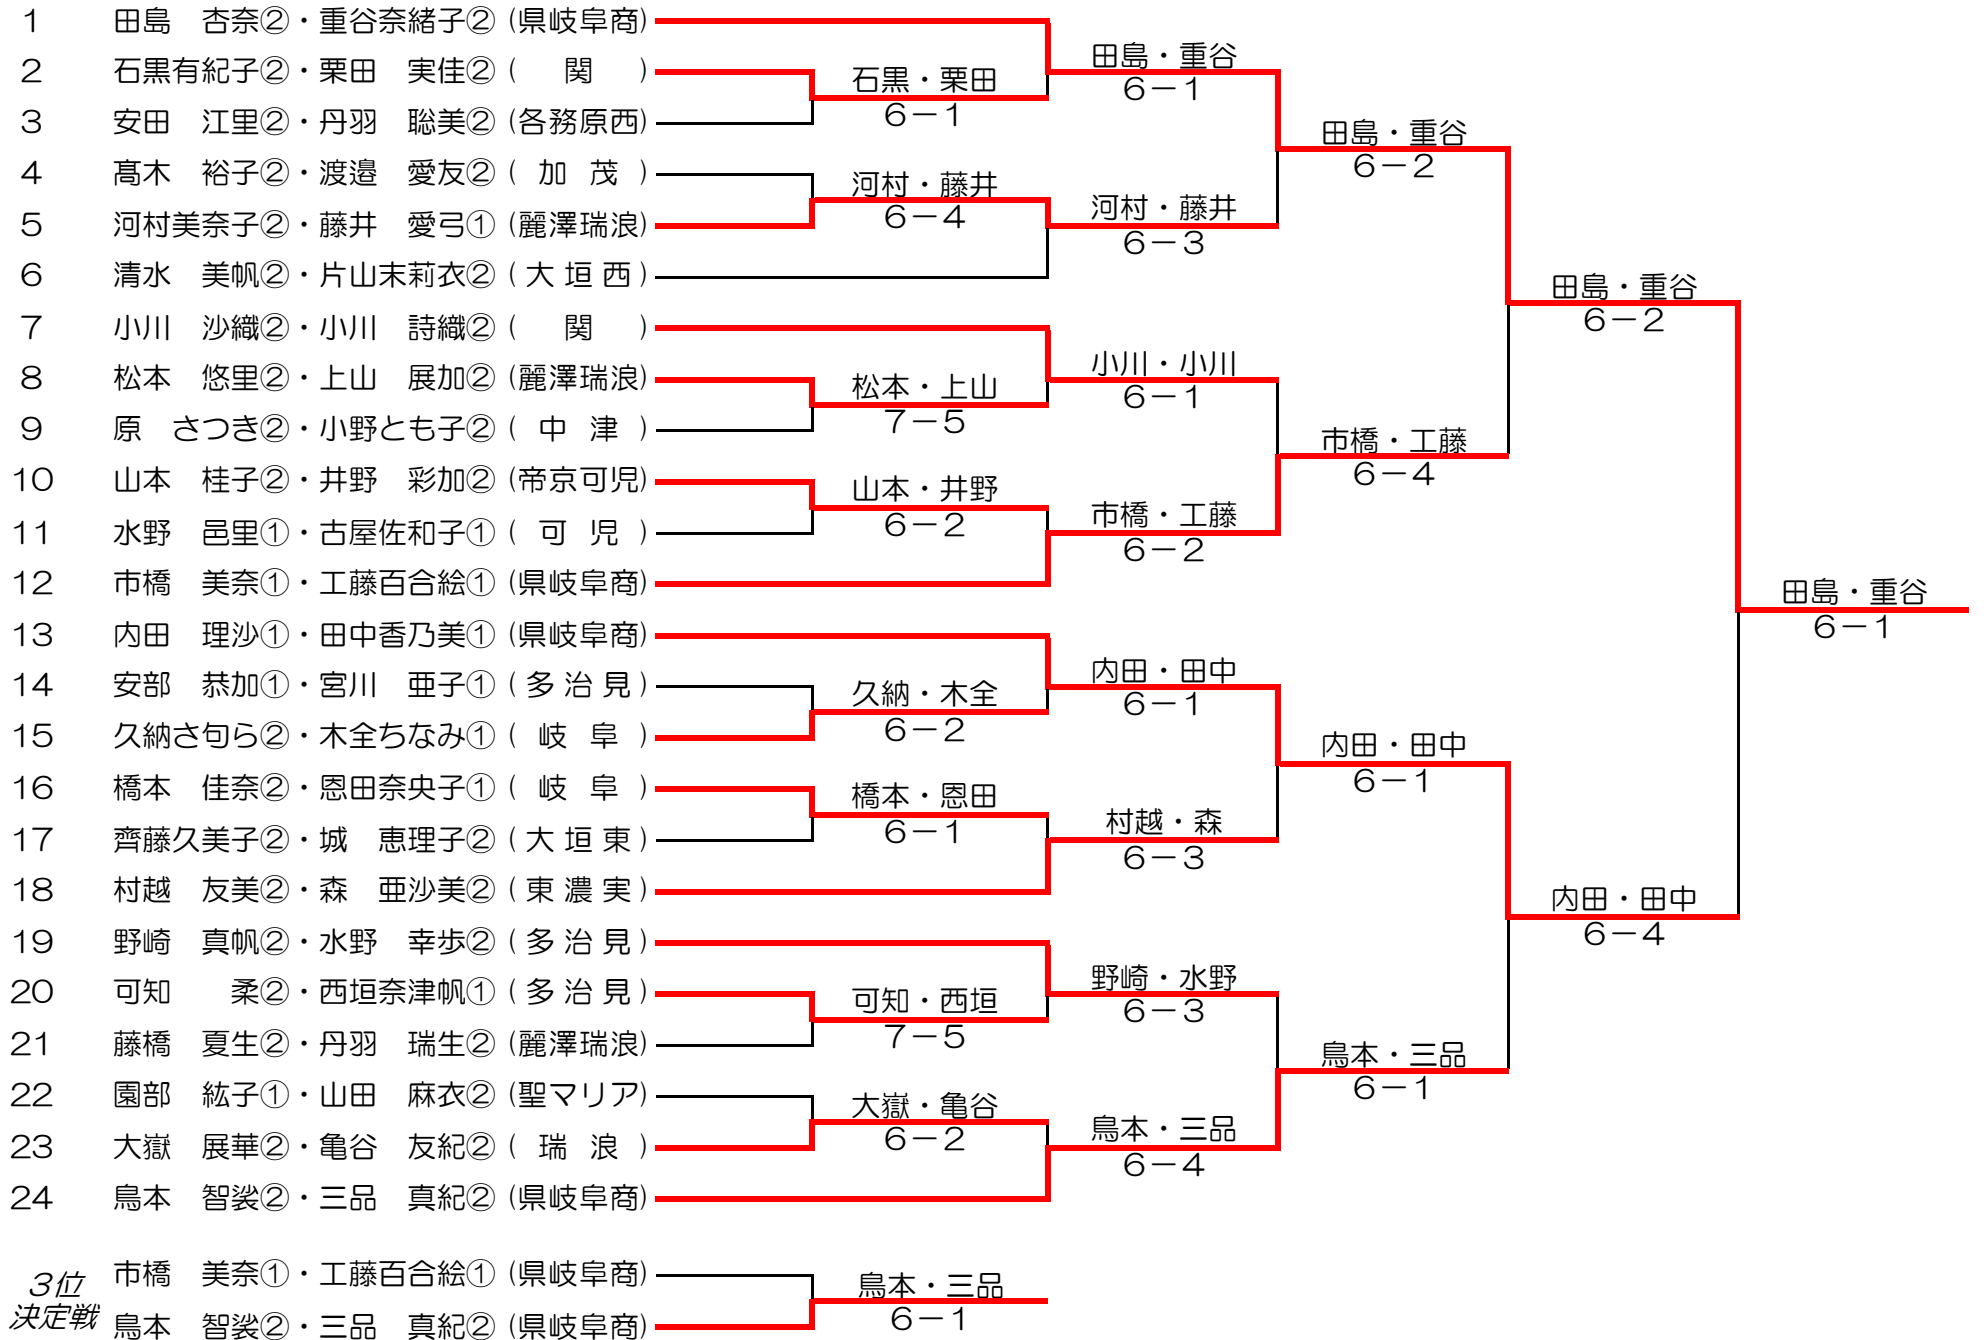 1 田島　杏奈②・重谷奈緒子② (県岐阜商)
田島・重谷
6－1
2 石黒有紀子②・栗田　実佳② (　関　)
石黒・栗田
6－1
3 安田　江里②・丹羽　聡美② (各務原西)
田島・重谷
6－2
4 髙木　裕子②・渡邉　愛友② (加茂)
河村・藤井
6－4
5 河村美奈子②・藤井　愛弓① (麗澤瑞浪)
河村・藤井
6－3
6 清水　美帆②・片山末莉衣② (大垣西)
田島・重谷
6－2
7 小川　沙織②・小川　詩織② (　関　)
小川・小川
6－1
8 松本　悠里②・上山　展加② (麗澤瑞浪)
松本・上山
7－5
9 原　さつき②・小野とも子② (中津)
市橋・工藤
6－4
10 山本　桂子②・井野　彩加② (帝京可児)
山本・井野
6－2
11 水野　邑里①・古屋佐和子① (可児)
市橋・工藤
6－2
12 市橋　美奈①・工藤百合絵① (県岐阜商)
田島・重谷
6－1
13 内田　理沙①・田中香乃美① (県岐阜商)
内田・田中
6－1
14 安部　恭加①・宮川　亜子① (多治見)
久納・木全
6－2
15 久納さ句ら②・木全ちなみ① (岐阜)
内田・田中
6－1
16 橋本　佳奈②・恩田奈央子① (岐阜)
橋本・恩田
6－1
17 齊藤久美子②・城　恵理子② (大垣東)
村越・森
6－3
18 村越　友美②・森　亜沙美② (東濃実)
内田・田中
6－4
19 野崎　真帆②・水野　幸歩② (多治見)
野崎・水野
6－3
20 可知　　柔②・西垣奈津帆① (多治見)
可知・西垣
7－5
21 藤橋　夏生②・丹羽　瑞生② (麗澤瑞浪)
鳥本・三品
6－1
22 園部　紘子①・山田　麻衣② (聖マリア)
大嶽・亀谷
6－2
23 大嶽　展華②・亀谷　友紀② (瑞浪)
鳥本・三品
6－4
24 鳥本　智裟②・三品　真紀② (県岐阜商)
3位
決定戦
市橋　美奈①・工藤百合絵① (県岐阜商)
鳥本・三品
6－1
鳥本　智裟②・三品　真紀② (県岐阜商)